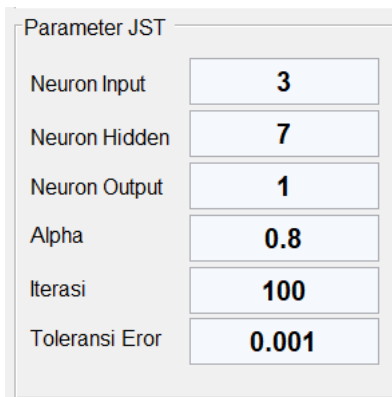 Parameter JST
Neuron Input 3
Neuron Hidden 7
Neuron Output 1
Alpha 0.8
Iterasi 100
Toleransi Eror 0.001